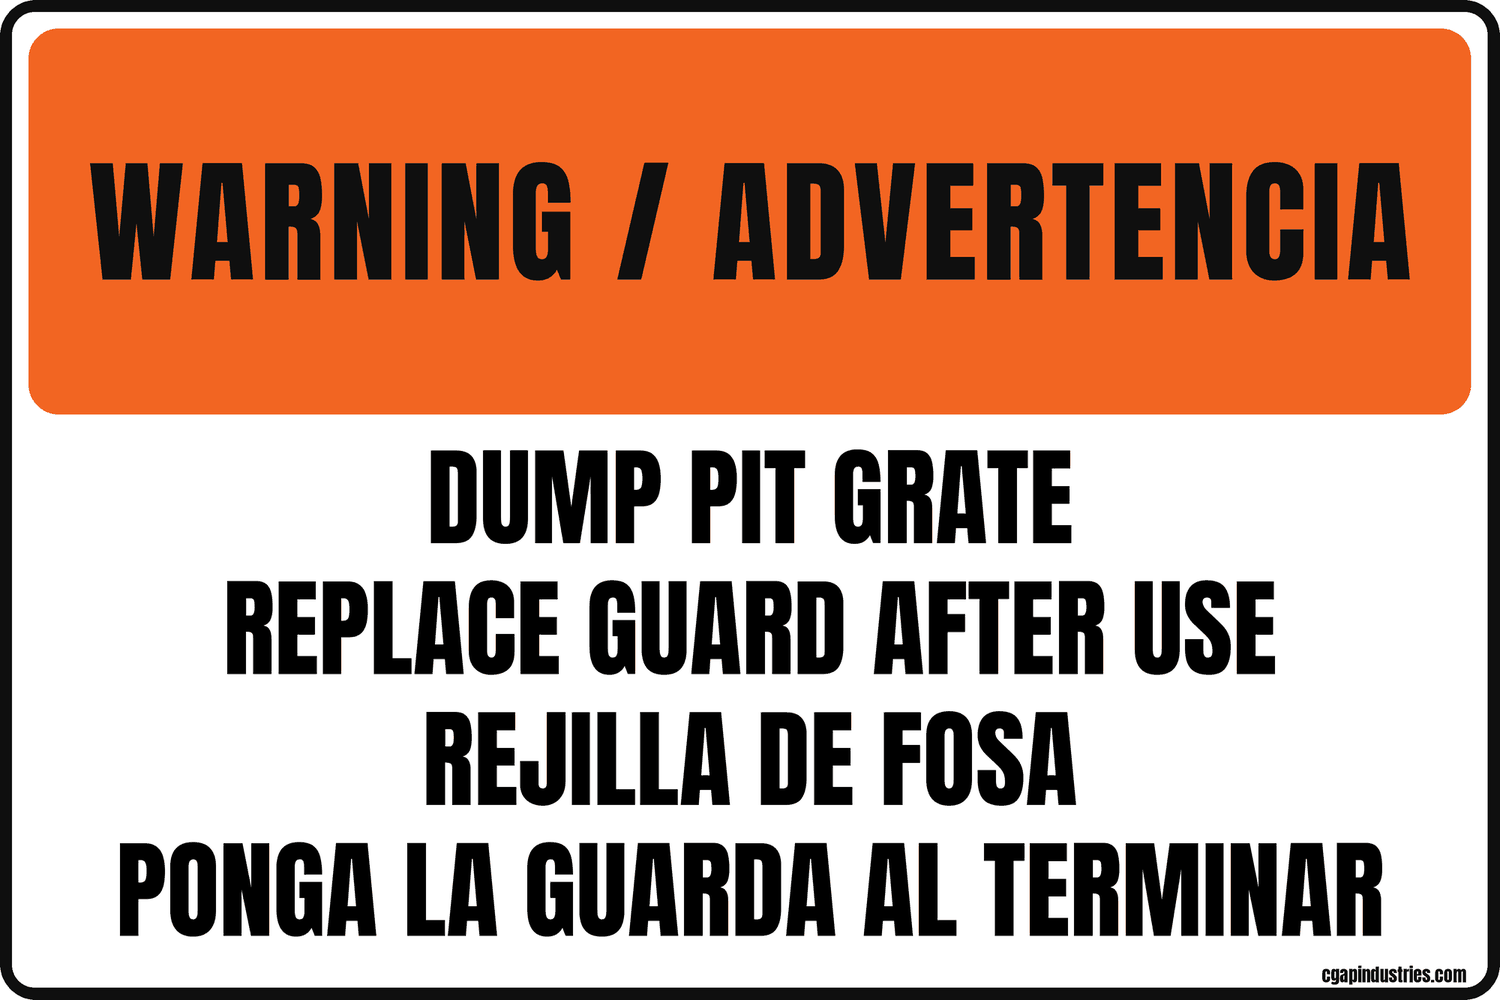 WARNING / ADVERTENCIA
DUMP PIT GRATE
REPLACE GUARD AFTER USE
REJILLA DE FOSA
PONGA LA GUARDA AL TERMINAR
cgapindustries.com